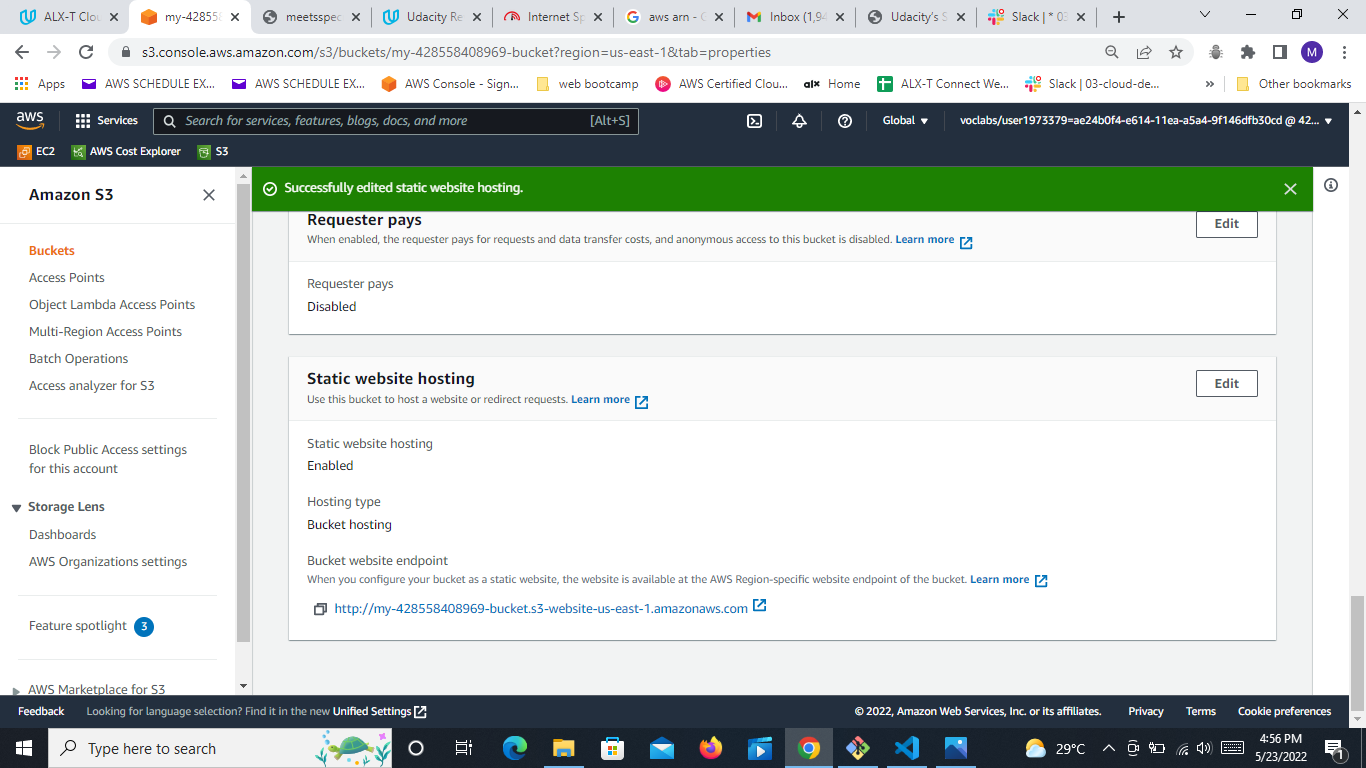 ALX-T Clou
my-42855
meetsspec
Udacity Re
Internet Sp
aws arn - G
Inbox (1,94
Udacity's S
Slack | * 03
s3.console.aws.amazon.com/s3/buckets/my-428558408969-bucket?region=us-east-1&tab=properties
M
Apps
AWS SCHEDULE EX...
AWS SCHEDULE EX...
AWS Console - Sign...
web bootcamp
AWS Certified Clou...
alx Home
ALX-T Connect We...
Slack | 03-cloud-de...
»
Other bookmarks
aws
Services
Search for services, features, blogs, docs, and more
[Alt+S]
Global
voclabs/user1973379=ae24b0f4-e614-11ea-a5a4-9f146dfb30cd @ 42...
EC2
AWS Cost Explorer
S3
Amazon S3
Buckets
Access Points
Object Lambda Access Points
Multi-Region Access Points
Batch Operations
Access analyzer for S3
Block Public Access settings
for this account
Storage Lens
Dashboards
AWS Organizations settings
Feature spotlight 3
AWS Marketplace for S3
Successfully edited static website hosting.
Requester pays
Edit
When enabled, the requester pays for requests and data transfer costs, and anonymous access to this bucket is disabled. Learn more
Requester pays
Disabled
Static website hosting
Edit
Use this bucket to host a website or redirect requests. Learn more
Static website hosting
Enabled
Hosting type
Bucket hosting
Bucket website endpoint
When you configure your bucket as a static website, the website is available at the AWS Region-specific website endpoint of the bucket. Learn more
http://my-428558408969-bucket.s3-website-us-east-1.amazonaws.com
Feedback
Looking for language selection? Find it in the new Unified Settings
© 2022, Amazon Web Services, Inc. or its affiliates.
Privacy
Terms
Cookie preferences
Type here to search
29°C
4:56 PM
5/23/2022
1